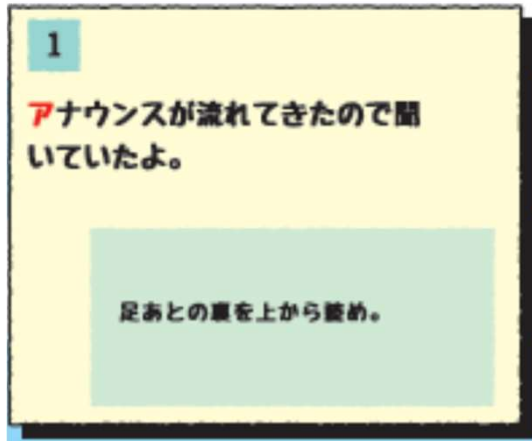 1
アナウンスが流れてきたので聞
いていたよ。
足あとの裏を上から読め。